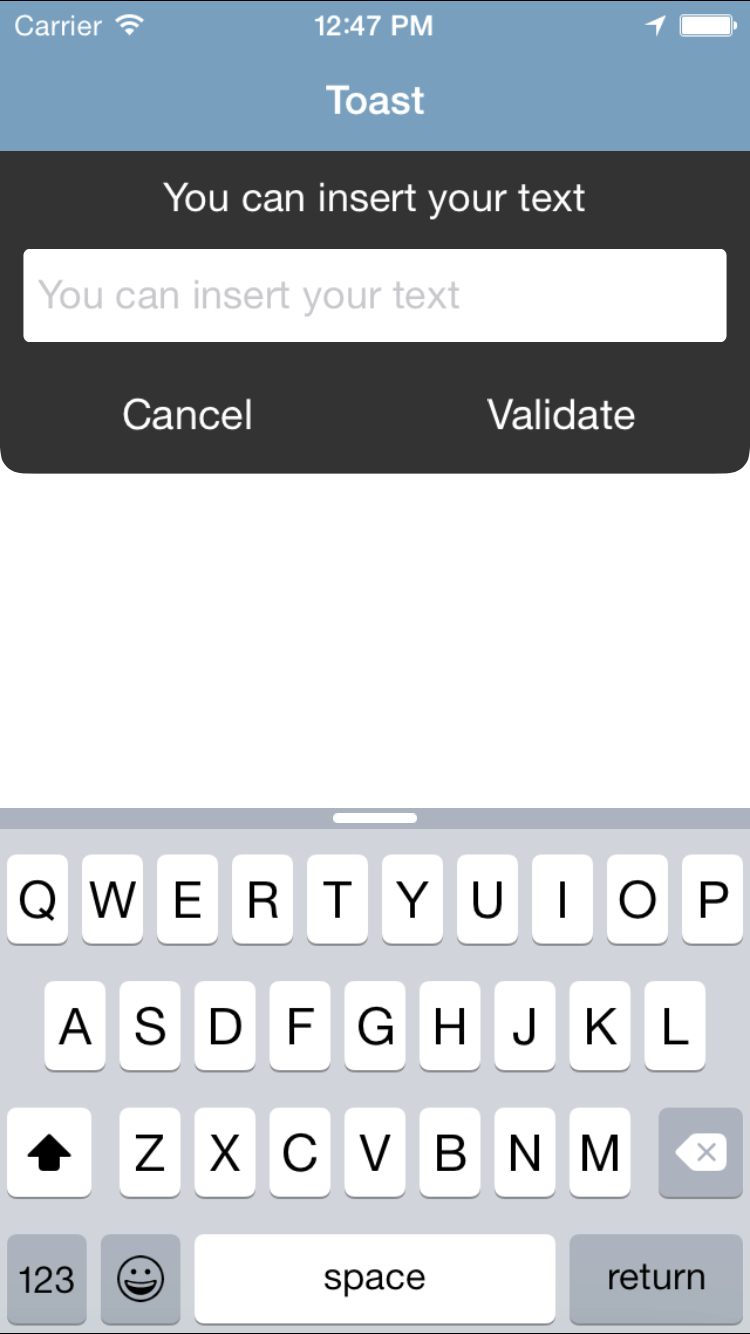 Carrier 12:47 PM
Toast
You can insert your text
You can insert your text
Cancel Validate
Q W E R T Y U I O P
A S D F G H J K L
Z X C V B N M
123 space return